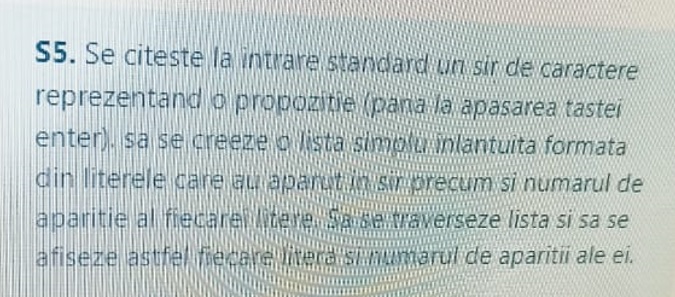 S5. Se citeste la intrare standard un sir de caractere
reprezentand o propozitie (pana la apasarea tastei
enter). sa se creeze o lista simplu inlantuita formata
din literele care au aparut in sir precum si numarul de
aparitie al fiecarei litere. Sa se traverseze lista si sa se
afiseze astfel fiecare litera si numarul de aparitii ale ei.